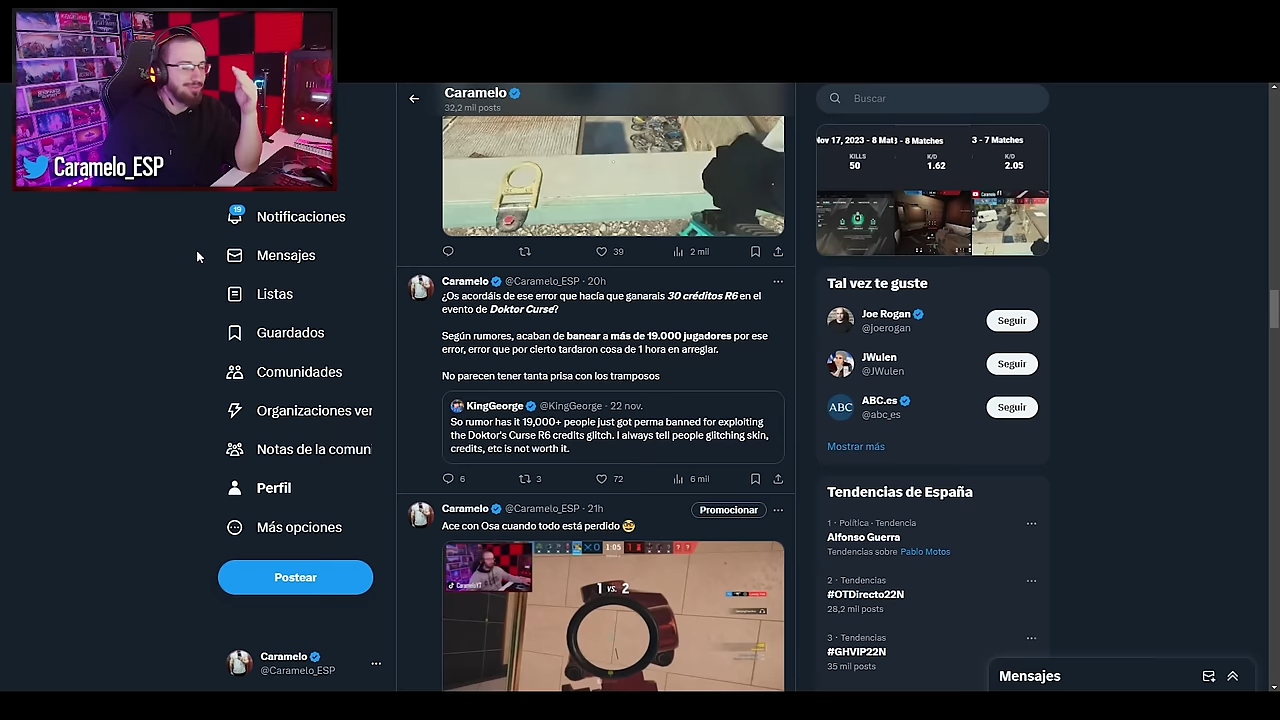 Caramelo_ESP
Caramelo
32,2 mil posts
Buscar
Nov 17, 2023 - 8 Mat
- 8 Matches
3 - 7 Matches
KILLS
K/D
K/D
50
1.62
2.05
19
Notificaciones
Mensajes
Listas
Guardados
Comunidades
Organizaciones ver
Notas de la comun
Perfil
Más opciones
Postear
Caramelo
@Caramelo_ESP
39
2 mil
Caramelo @Caramelo_ESP · 20h
¿Os acordáis de ese error que hacía que ganarais 30 créditos R6 en el
evento de Doktor Curse?
Según rumores, acaban de banear a más de 19.000 jugadores por ese
error, error que por cierto tardaron cosa de 1 hora en arreglar.
No parecen tener tanta prisa con los tramposos
KingGeorge @KingGeorge · 22 nov.
So rumor has it 19,000+ people just got perma banned for exploiting
the Doktor's Curse R6 credits glitch. I always tell people glitching skin,
credits, etc is not worth it.
6
3
72
6 mil
Caramelo @Caramelo_ESP · 21h
Promocionar
Ace con Osa cuando todo está perdido
CarameloYT
0
1:05
1
1 VS. 2
Tal vez te guste
Joe Rogan
@joerogan
Seguir
JWulen
@JWulen
Seguir
ABC
ABC.es
@abc_es
Seguir
Mostrar más
Tendencias de España
1 · Política · Tendencia
Alfonso Guerra
Tendencias sobre Pablo Motos
2 · Tendencias
#OTDirecto22N
28,2 mil posts
3 · Tendencias
#GHVIP22N
35 mil posts
Mensajes